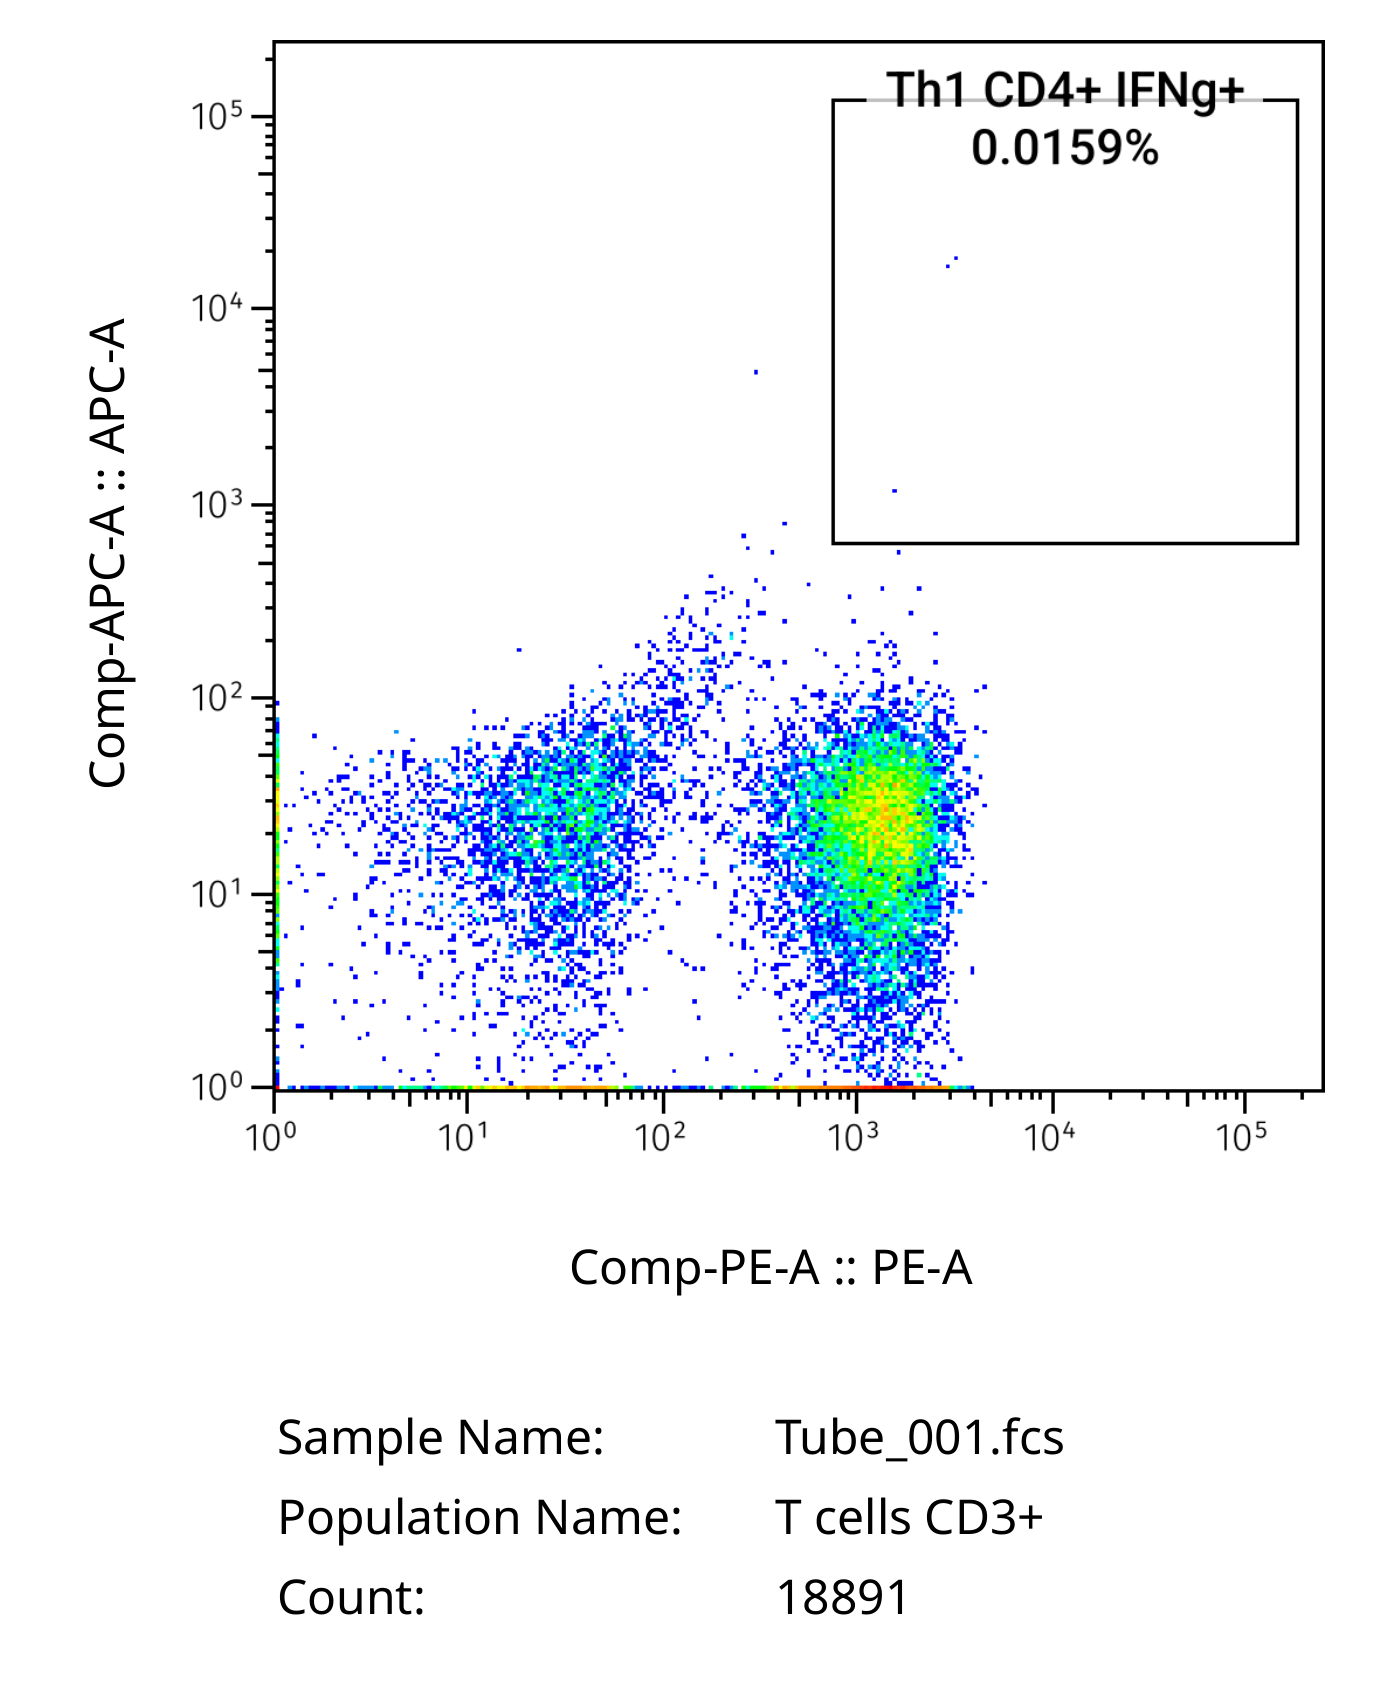 Th1 CD4+ IFNg+
0.0159%
10⁵
10⁴
10³
10²
10¹
10⁰
Comp-APC-A :: APC-A
10⁰ 10¹ 10² 10³ 10⁴ 10⁵
Comp-PE-A :: PE-A
Sample Name: Tube_001.fcs
Population Name: T cells CD3+
Count: 18891